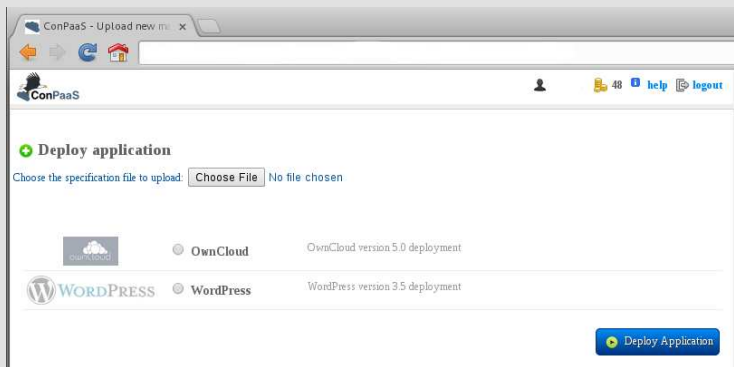 ConPaaS - Upload new m
ConPaaS
48 help logout
Deploy application
Choose the specification file to upload: Choose File No file chosen
ownCloud OwnCloud OwnCloud version 5.0 deployment
WORDPRESS WordPress WordPress version 3.5 deployment
Deploy Application